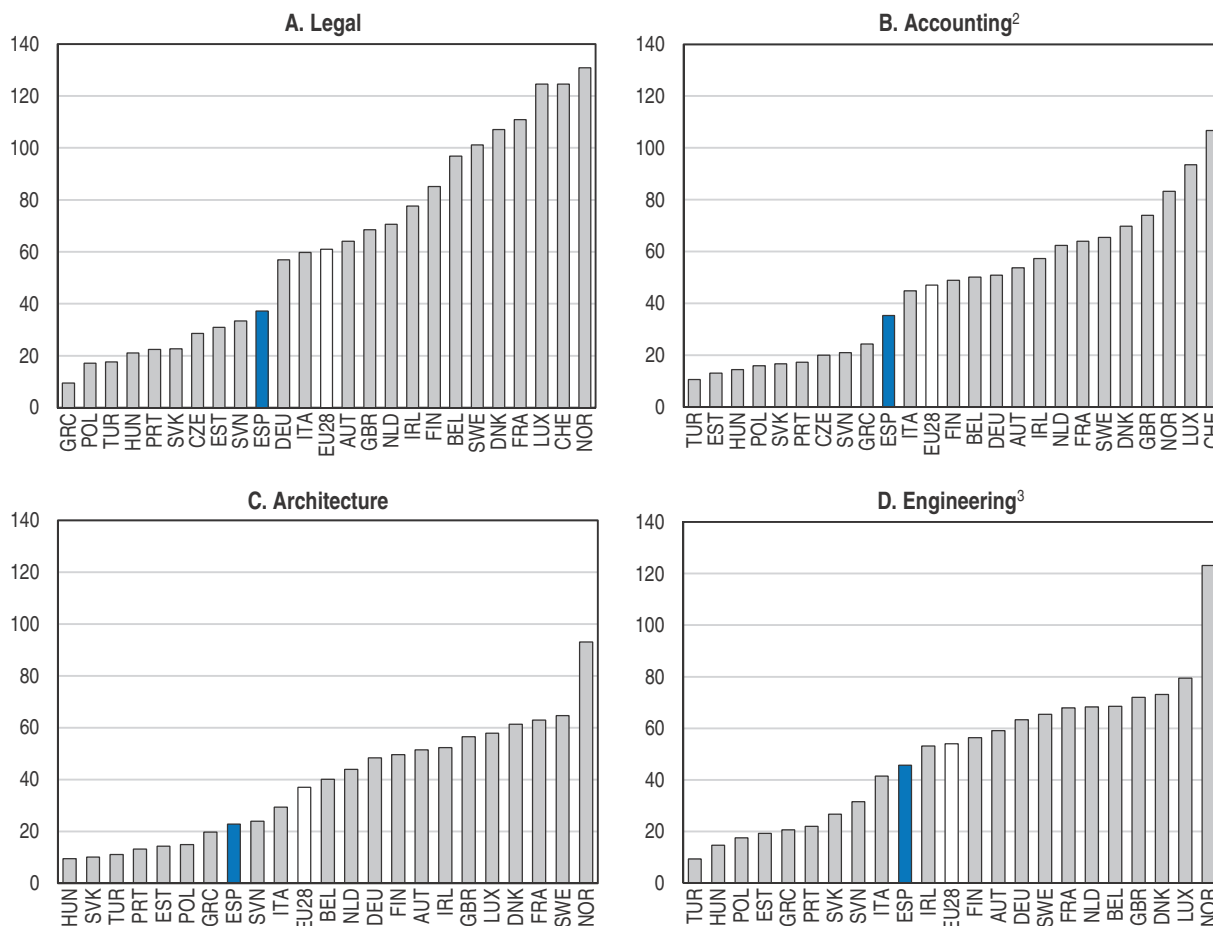 A. Legal
140
120
100
80
60
40
20
0
GRC
POL
TUR
HUN
PRT
SVK
CZE
EST
SVN
ESP
DEU
ITA
EU28
AUT
GBR
NLD
IRL
FIN
BEL
SWE
DNK
FRA
LUX
CHE
NOR
B. Accounting²
140
120
100
80
60
40
20
0
TUR
EST
HUN
POL
SVK
PRT
CZE
SVN
GRC
ESP
ITA
EU28
FIN
BEL
DEU
AUT
IRL
NLD
FRA
SWE
DNK
GBR
NOR
LUX
CHE
C. Architecture
140
120
100
80
60
40
20
0
HUN
SVK
TUR
PRT
EST
POL
GRC
ESP
SVN
ITA
EU28
BEL
NLD
DEU
FIN
AUT
IRL
GBR
LUX
DNK
FRA
SWE
NOR
D. Engineering³
140
120
100
80
60
40
20
0
TUR
HUN
POL
EST
GRC
PRT
SVK
SVN
ITA
ESP
IRL
EU28
FIN
AUT
DEU
SWE
FRA
NLD
BEL
GBR
DNK
LUX
NOR